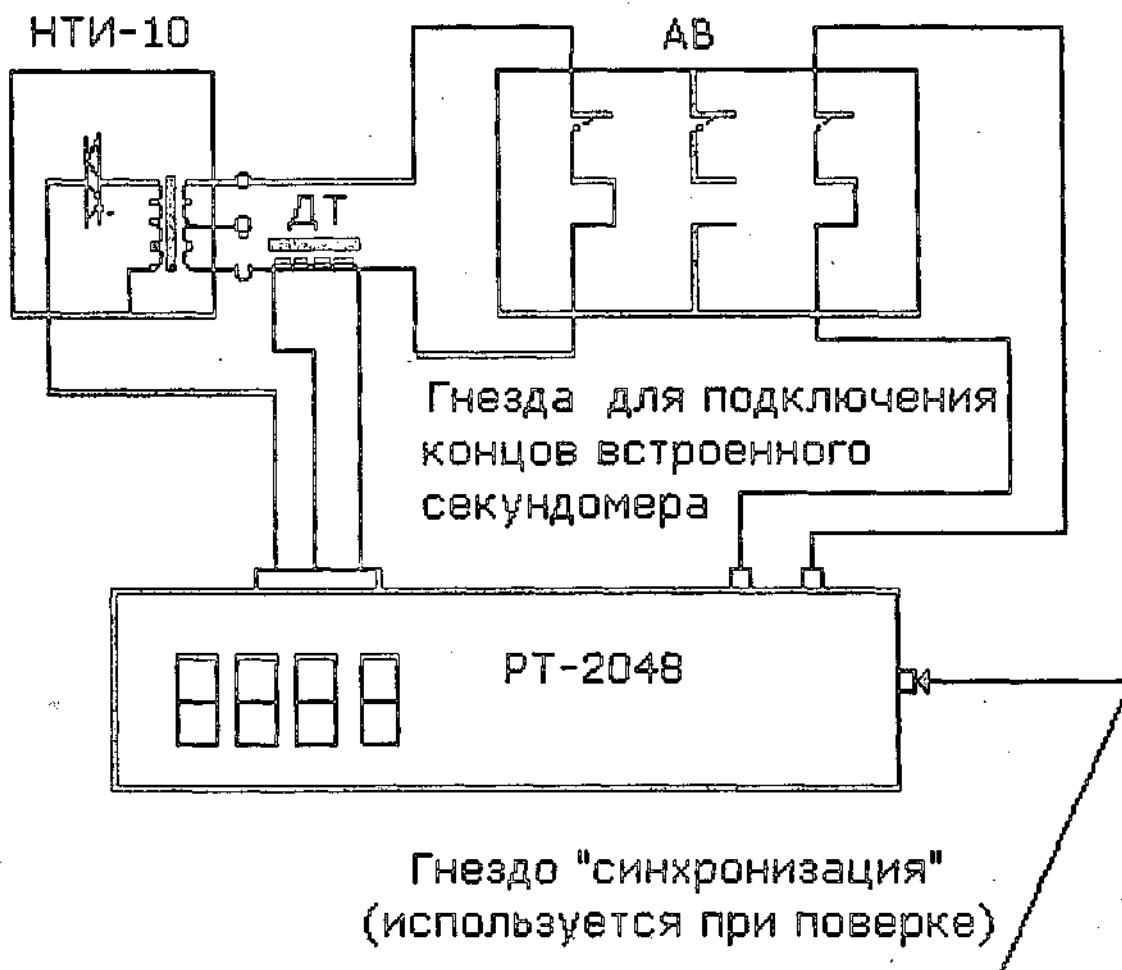 НТИ-10
АВ
ДТ
Гнезда для подключения
концов встроенного
секундомера
РТ-2048
Гнездо "синхронизация"
(используется при поверке)